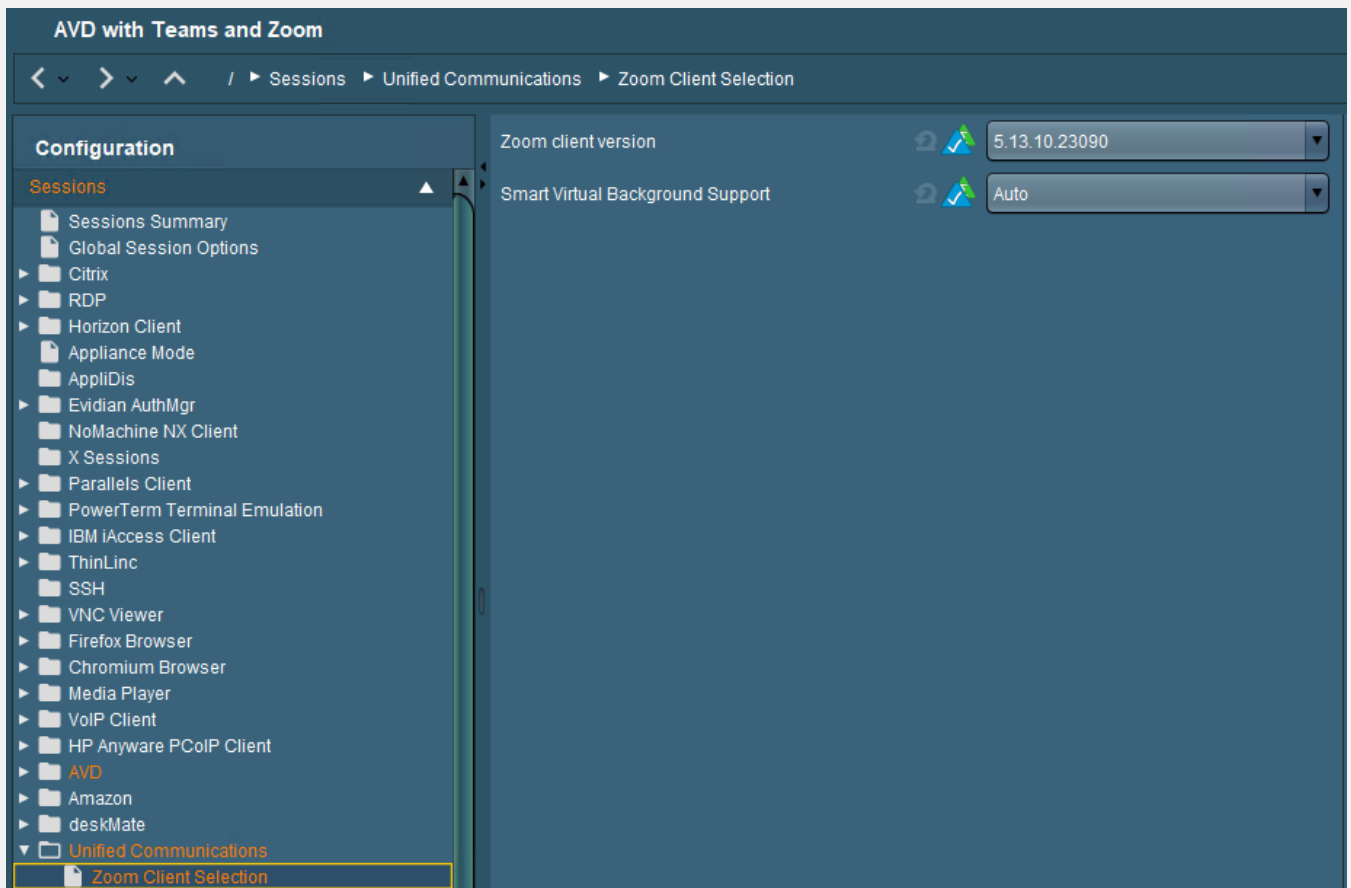 AVD with Teams and Zoom
/ ► Sessions ► Unified Communications ► Zoom Client Selection
Configuration
Sessions
Sessions Summary
Global Session Options
Citrix
RDP
Horizon Client
Appliance Mode
AppliDis
Evidian AuthMgr
NoMachine NX Client
X Sessions
Parallels Client
PowerTerm Terminal Emulation
IBM iAccess Client
ThinLinc
SSH
VNC Viewer
Firefox Browser
Chromium Browser
Media Player
VoIP Client
HP Anyware PCoIP Client
AVD
Amazon
deskMate
Unified Communications
Zoom Client Selection
Zoom client version 5.13.10.23090
Smart Virtual Background Support Auto